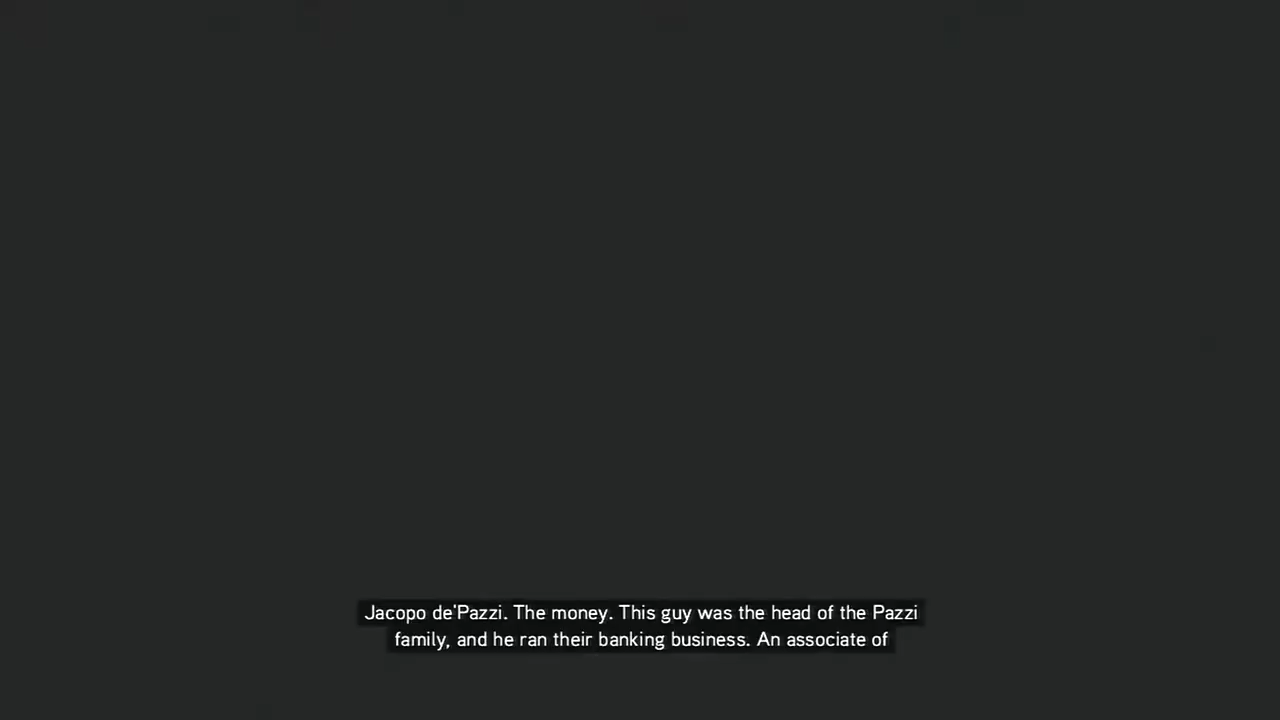 Jacopo de'Pazzi. The money. This guy was the head of the Pazzi
family, and he ran their banking business. An associate of